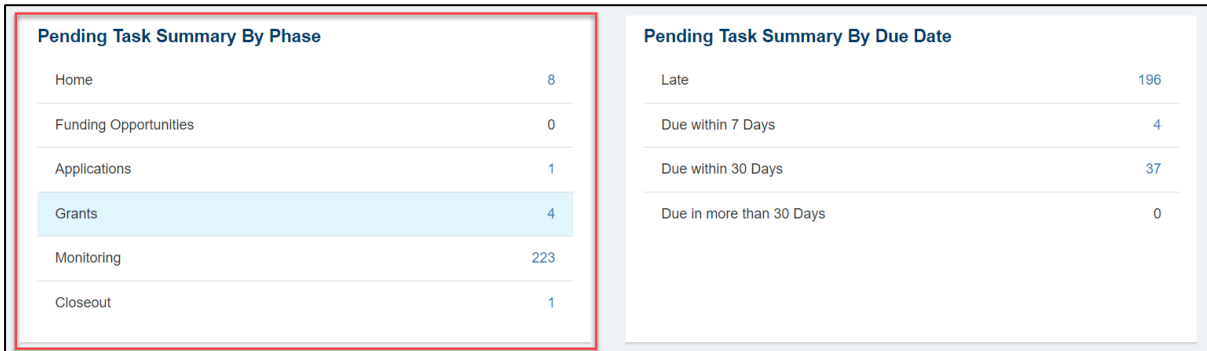 Pending Task Summary By Phase
Home 8
Funding Opportunities 0
Applications 1
Grants 4
Monitoring 223
Closeout 1
Pending Task Summary By Due Date
Late 196
Due within 7 Days 4
Due within 30 Days 37
Due in more than 30 Days 0